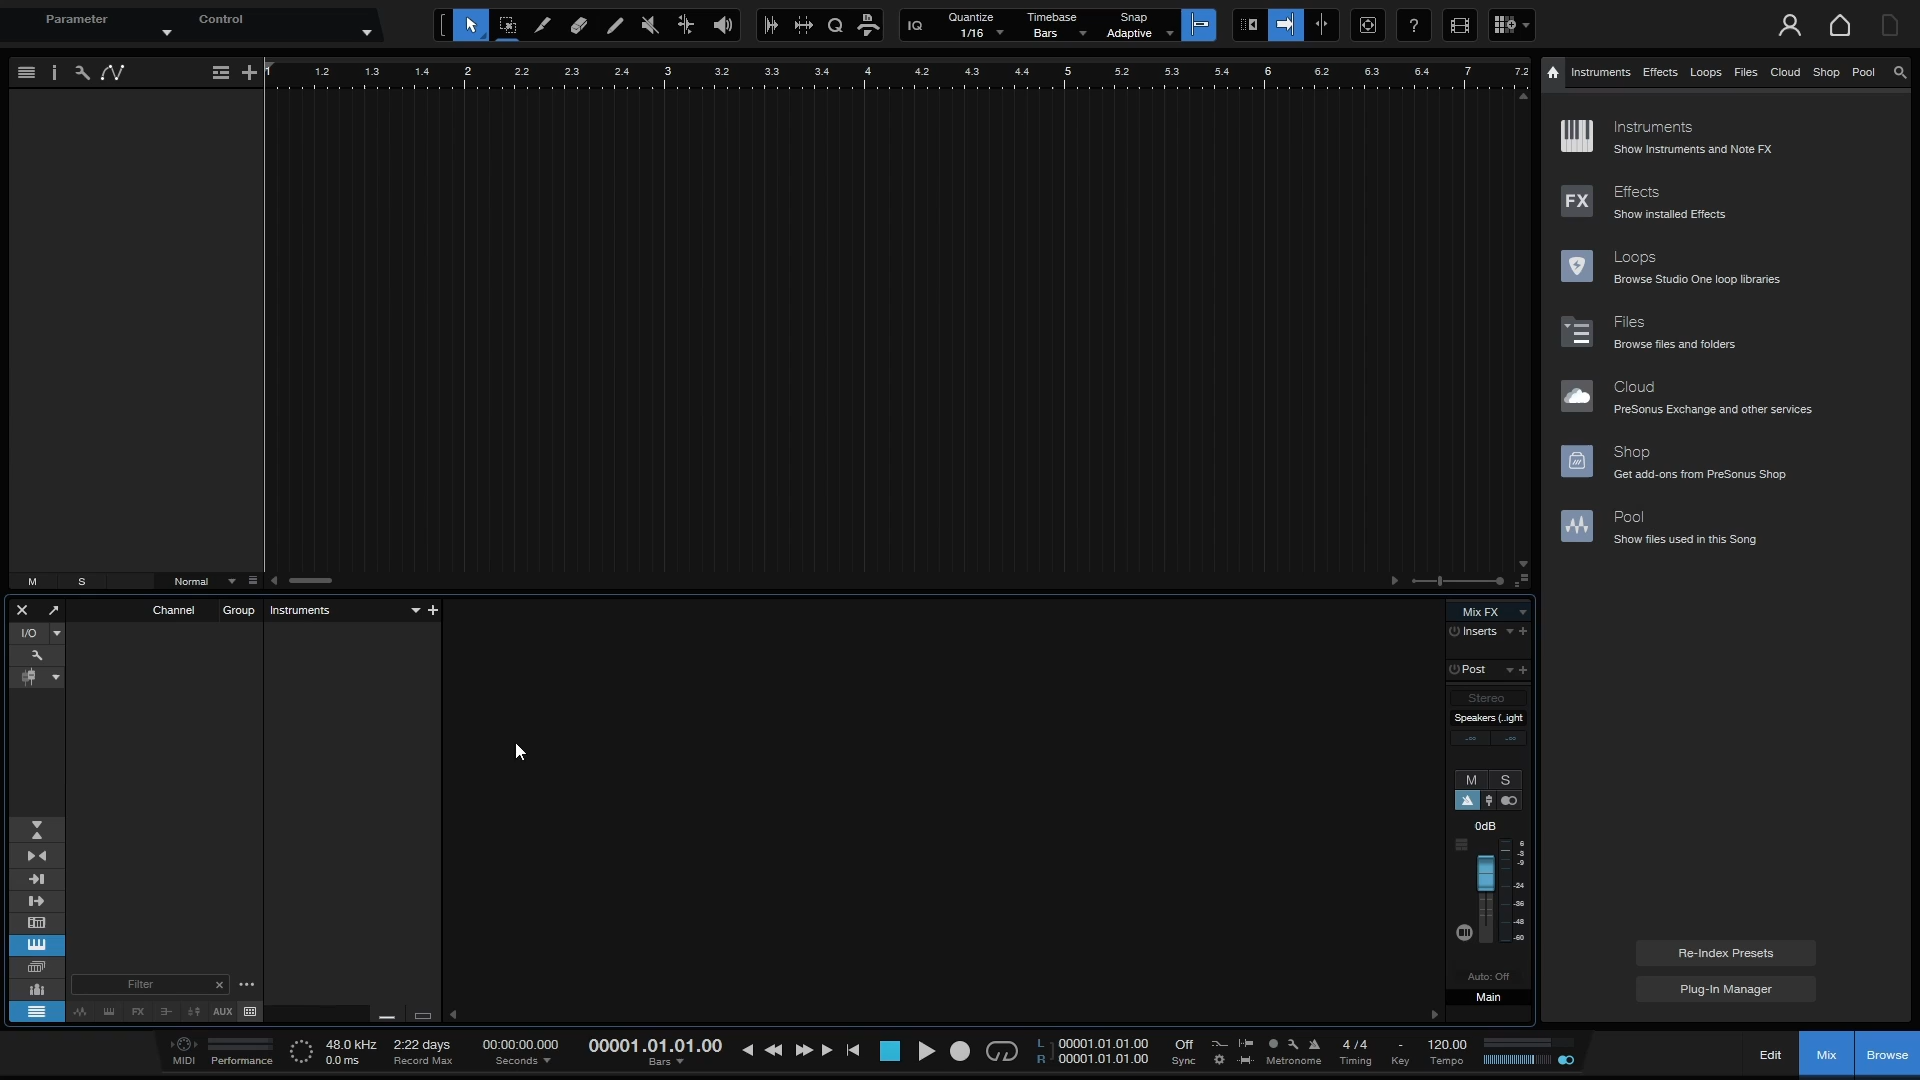 Parameter
Control
IQ
Quantize
1/16
Timebase
Bars
Snap
Adaptive
?
1 1.2 1.3 1.4 2 2.2 2.3 2.4 3 3.2 3.3 3.4 4 4.2 4.3 4.4 5 5.2 5.3 5.4 6 6.2 6.3 6.4 7 7.2
Instruments Effects Loops Files Cloud Shop Pool
Instruments
Show Instruments and Note FX
FX
Effects
Show installed Effects
Loops
Browse Studio One loop libraries
Files
Browse files and folders
Cloud
PreSonus Exchange and other services
Shop
Get add-ons from PreSonus Shop
Pool
Show files used in this Song
Re-Index Presets
Plug-In Manager
M S Normal
Channel Group Instruments
I/O
Filter
FX AUX
Mix FX
Inserts
Post
Stereo
Speakers (..ight
-∞ -∞
M S
0dB
6
-3
-9
-24
-36
-48
-60
Auto: Off
Main
MIDI
Performance
48.0 kHz
0.0 ms
2:22 days
Record Max
00:00:00.000
Seconds
00001.01.01.00
Bars
L 00001.01.01.00
R 00001.01.01.00
Off
Sync
Metronome
4 / 4
Timing
-
Key
120.00
Tempo
Edit
Mix
Browse